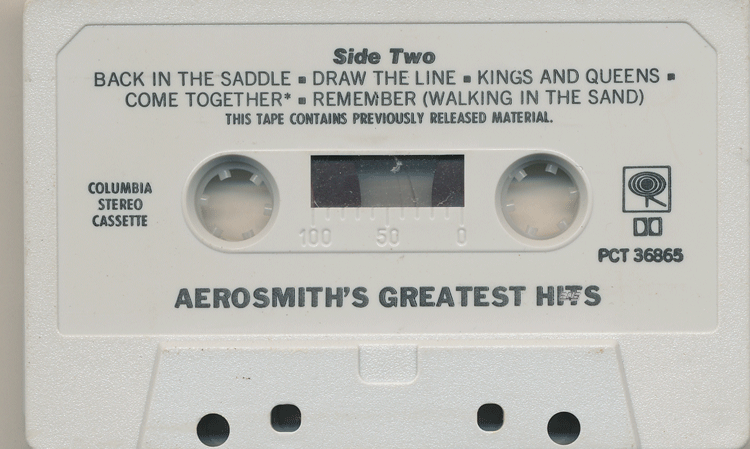 Side Two
BACK IN THE SADDLE ▪ DRAW THE LINE ▪ KINGS AND QUEENS ▪
COME TOGETHER* ▪ REMEMBER (WALKING IN THE SAND)
THIS TAPE CONTAINS PREVIOUSLY RELEASED MATERIAL.
COLUMBIA
STEREO
CASSETTE
100 50 0
PCT 36865
AEROSMITH'S GREATEST HITS